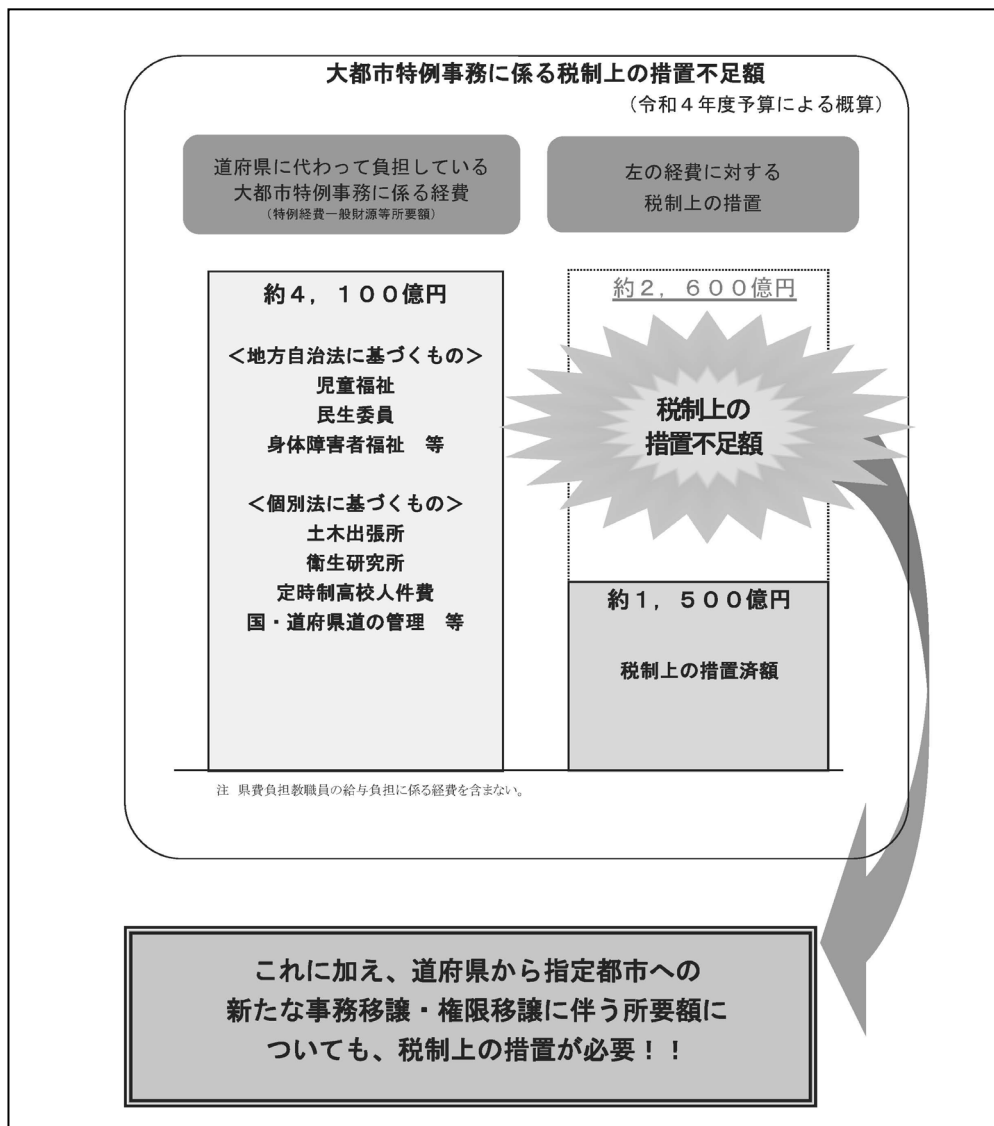 大都市特例事務に係る税制上の措置不足額
（令和４年度予算による概算）
道府県に代わって負担している
大都市特例事務に係る経費
（特例経費一般財源等所要額）
左の経費に対する
税制上の措置
約４，１００億円
＜地方自治法に基づくもの＞
児童福祉
民生委員
身体障害者福祉　等
＜個別法に基づくもの＞
土木出張所
衛生研究所
定時制高校人件費
国・道府県道の管理　等
約２，６００億円
税制上の
措置不足額
約１，５００億円
税制上の措置済額
注 県費負担教職員の給与負担に係る経費を含まない。
これに加え、道府県から指定都市への
新たな事務移譲・権限移譲に伴う所要額に
ついても、税制上の措置が必要！！